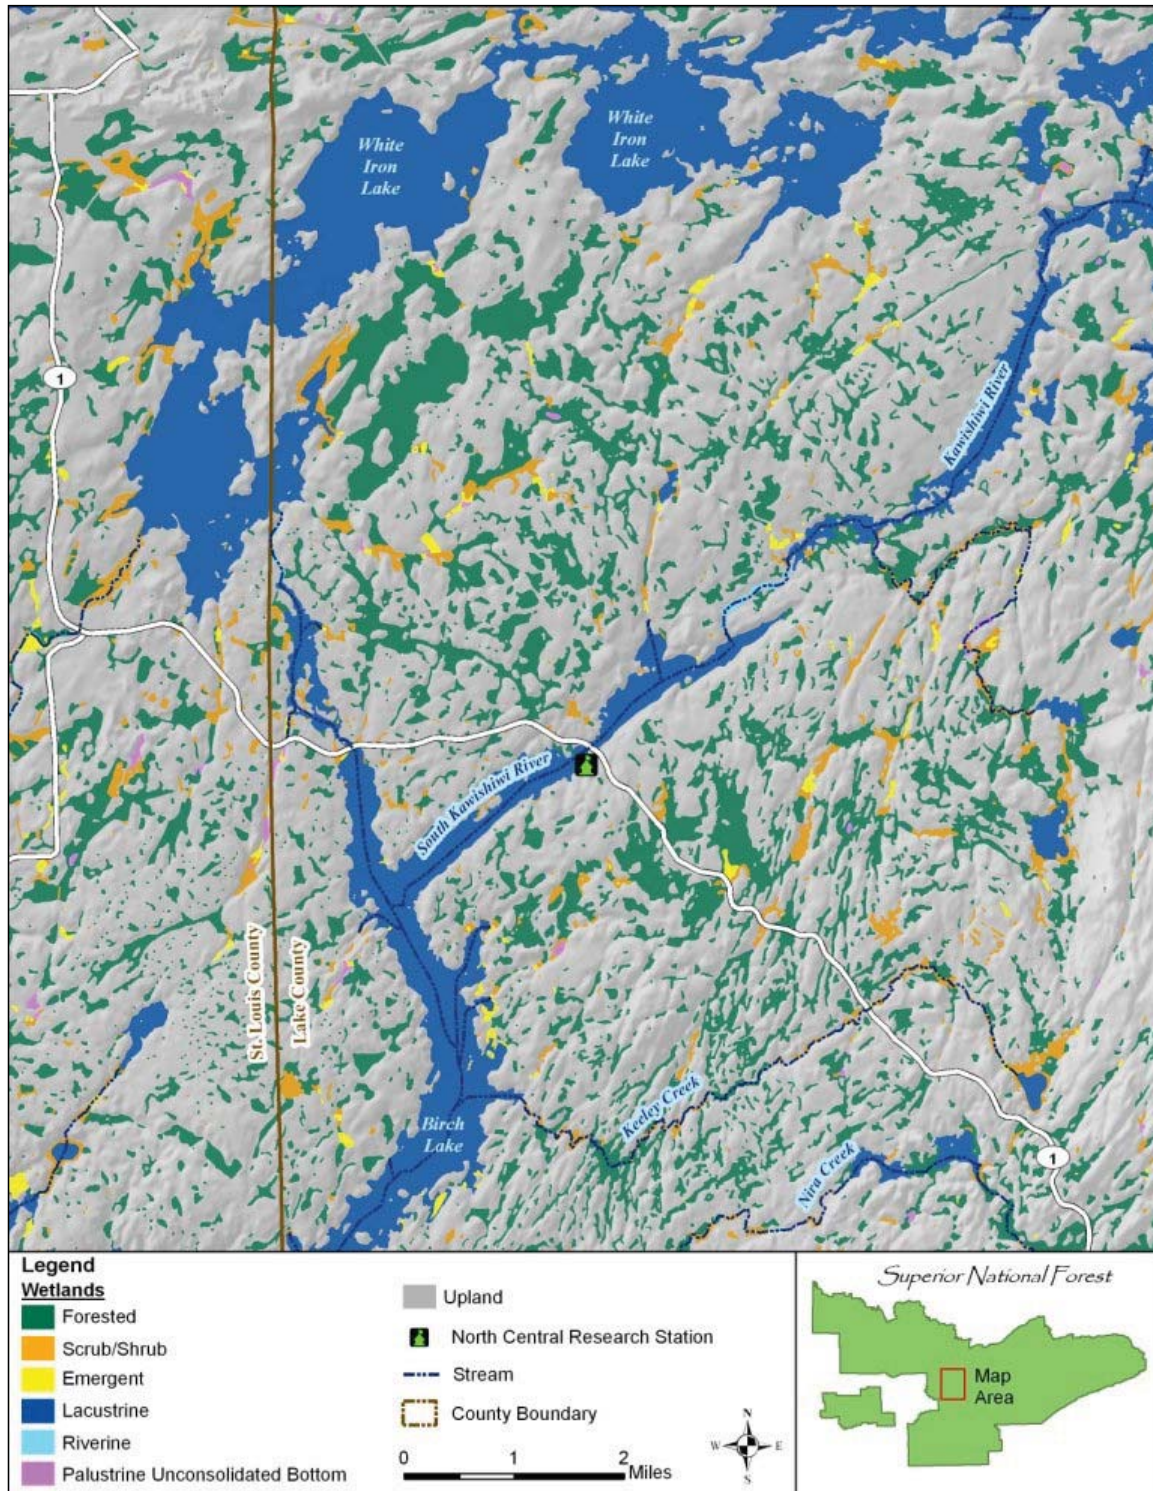 White
Iron
Lake
White
Iron
Lake
1
Kawishiwi River
South Kawishiwi River
St. Louis County
Lake County
Keeley Creek
Birch
Lake
Nira Creek
1
Legend
Wetlands
Forested
Scrub/Shrub
Emergent
Lacustrine
Riverine
Palustrine Unconsolidated Bottom
Upland
North Central Research Station
Stream
County Boundary
0 1 2
Miles
N
W E
S
Superior National Forest
Map
Area